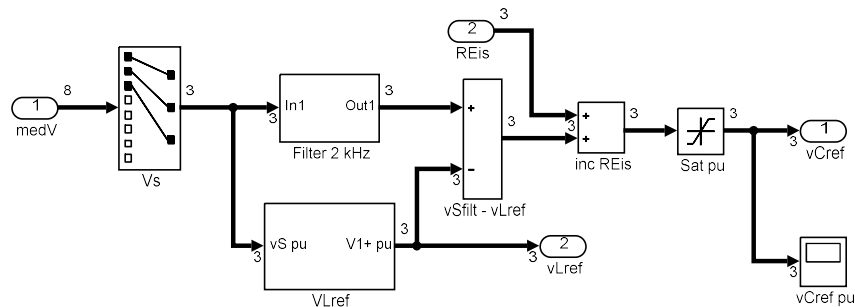 3
2
REis
8
3
1
medV
In1
Out1
3
3
Filter 2 kHz
Vs
+
3
-
3
vSfilt - vLref
+
3
+
3
inc REis
3
Sat pu
3
1
3
vCref
vS pu
V1+ pu
3
3
VLref
2
3
vLref
3
vCref pu